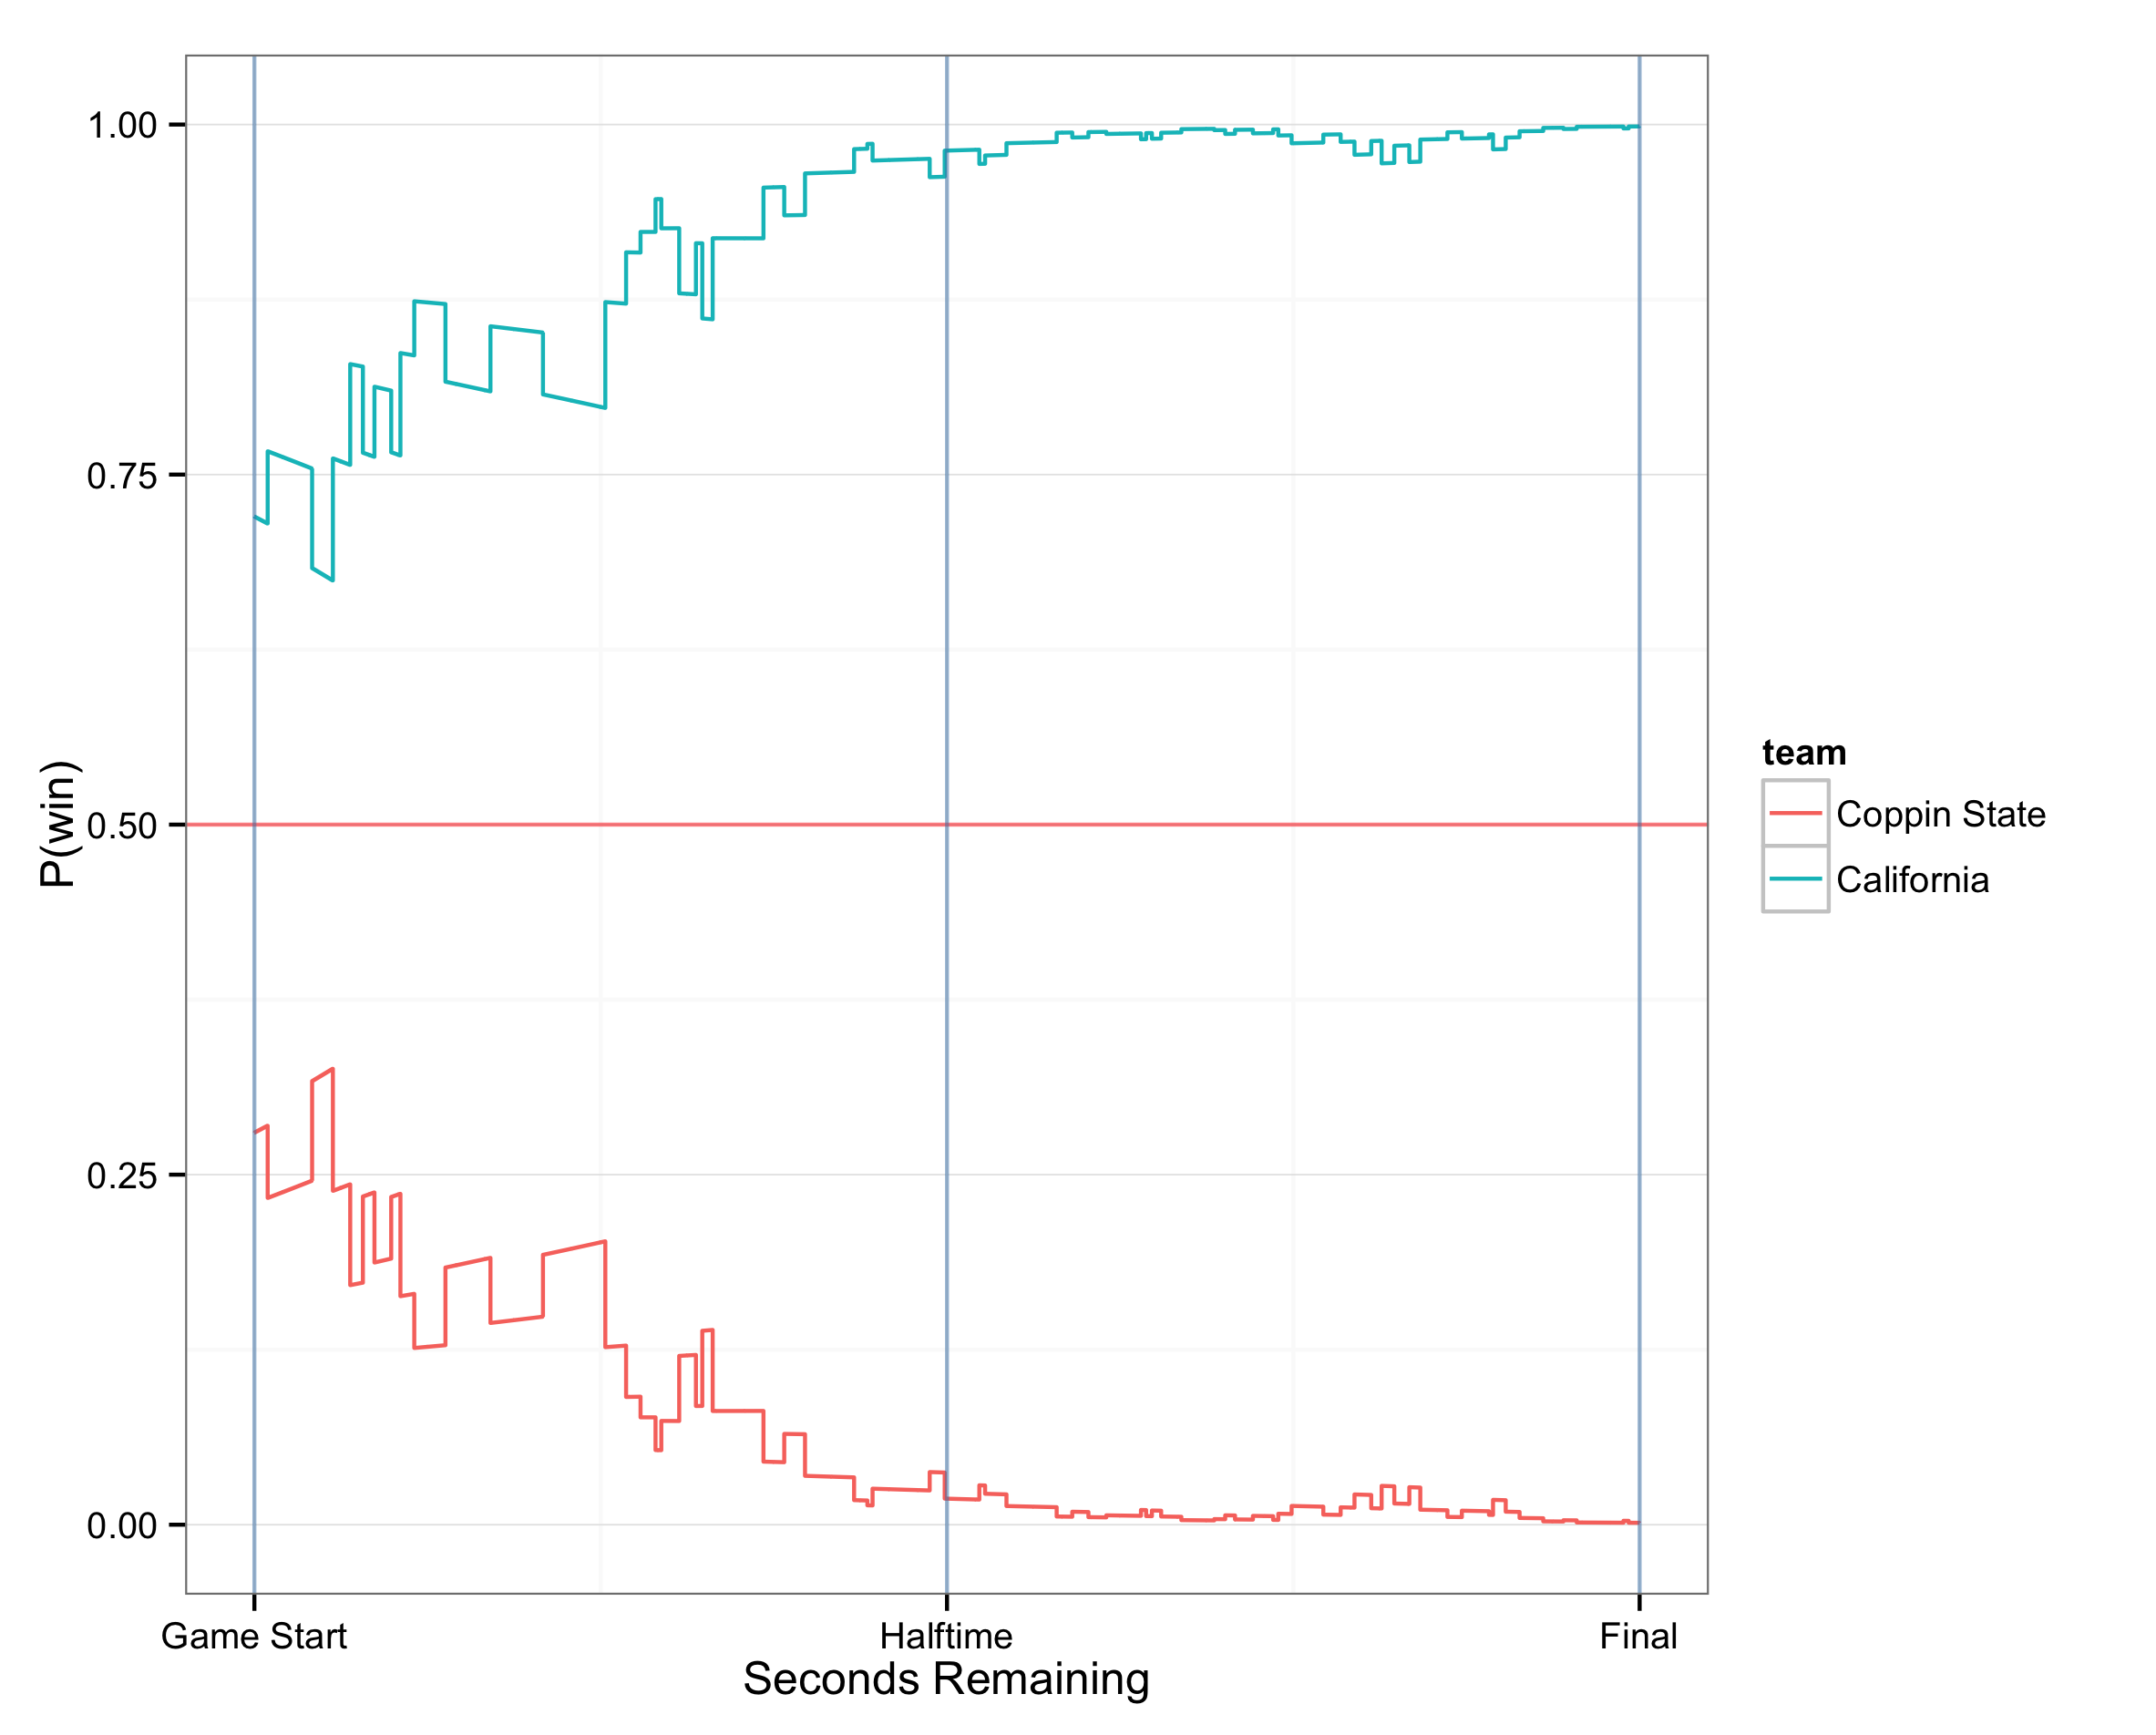 1.00
0.75
0.50
0.25
0.00
P(win)
Game Start
Halftime
Final
Seconds Remaining
team
Coppin State
California